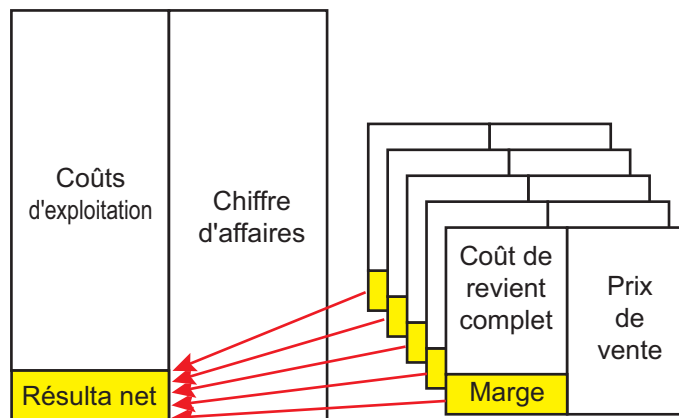 Coûts
d'exploitation
Chiffre
d'affaires
Résulta net
Coût de
revient
complet
Prix
de
vente
Marge